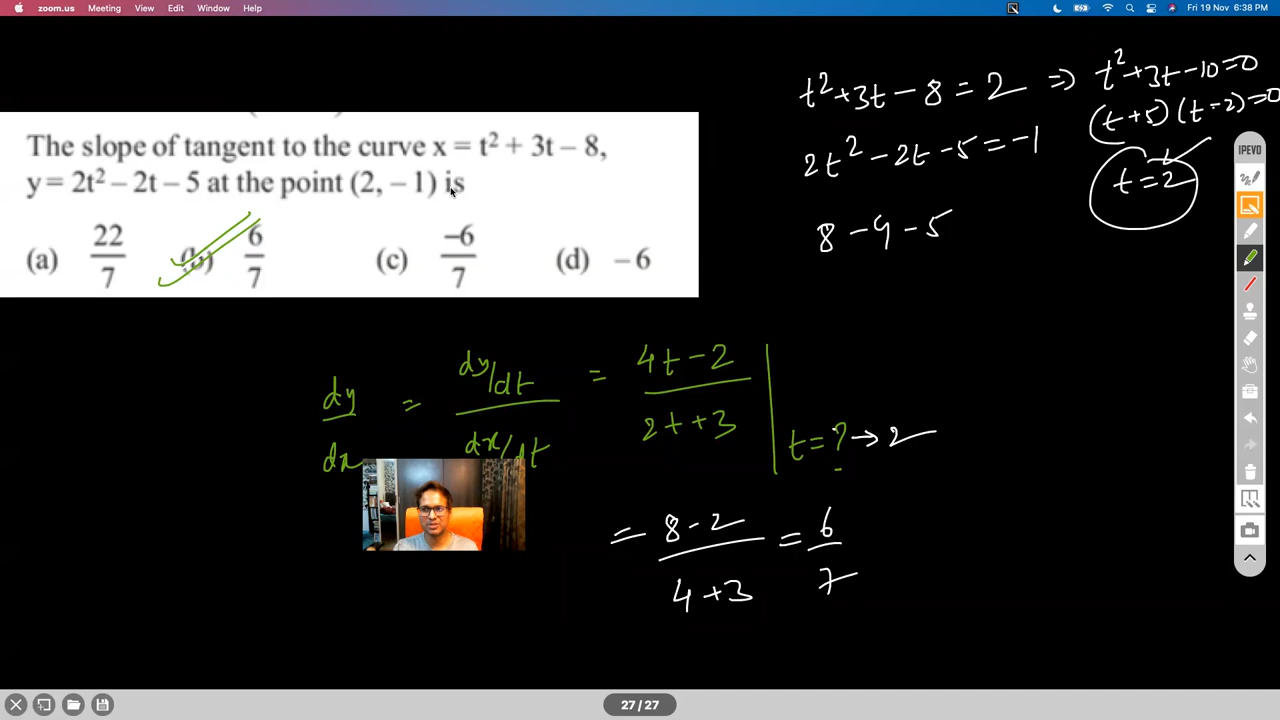 zoom.us Meeting View Edit Window Help Fri 19 Nov 6:38 PM
The slope of tangent to the curve x = t² + 3t – 8,
y = 2t² – 2t – 5 at the point (2, – 1) is
(a) 22/7 (b) 6/7 (c) –6/7 (d) – 6
t²+3t-8=2 ⇒ t²+3t-10=0
(t+5)(t-2)=0
2t²-2t-5=-1
t=2
8-4-5
dy/dx = (dy/dt)/(dx/dt) = (4t-2)/(2t+3) | t=? → 2
= (8-2)/(4+3) = 6/7
IPEVO
27 / 27